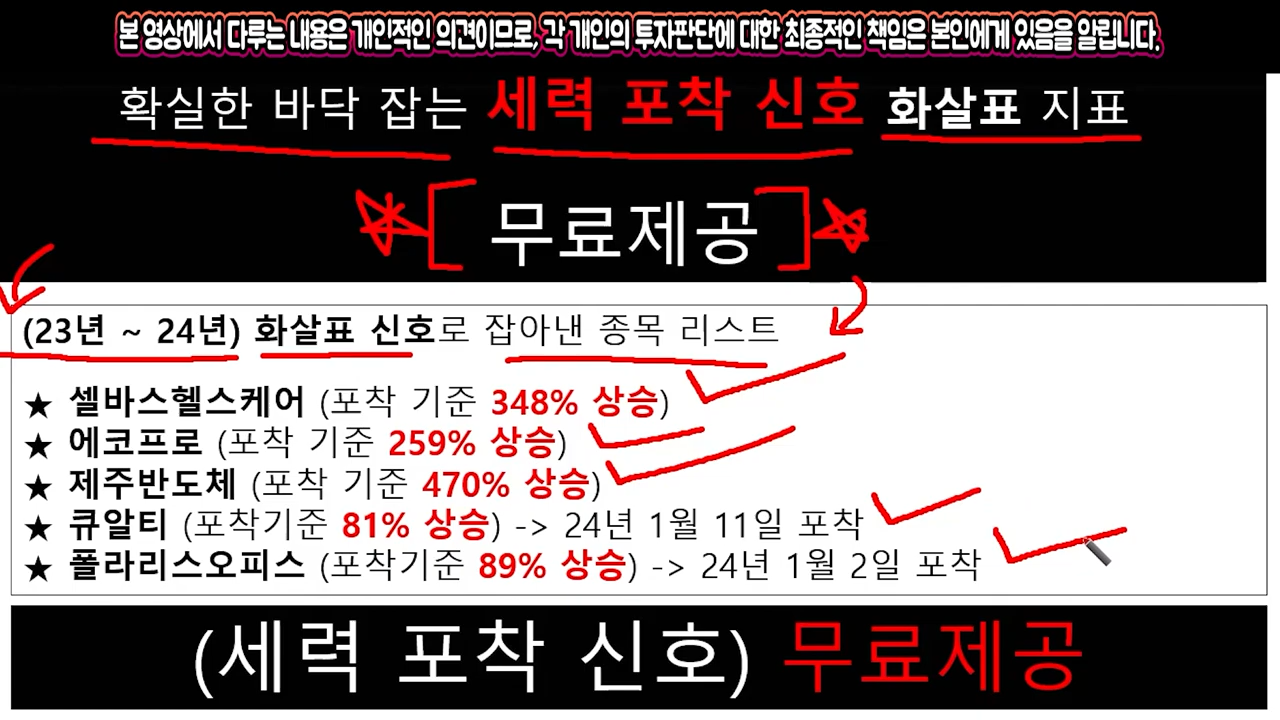 본 영상에서 다루는 내용은 개인적인 의견이므로, 각 개인의 투자판단에 대한 최종적인 책임은 본인에게 있음을 알립니다.
확실한 바닥 잡는 세력 포착 신호 화살표 지표
무료제공
(23년 ~ 24년) 화살표 신호로 잡아낸 종목 리스트
★ 셀바스헬스케어 (포착 기준 348% 상승)
★ 에코프로 (포착 기준 259% 상승)
★ 제주반도체 (포착 기준 470% 상승)
★ 큐알티 (포착기준 81% 상승) -> 24년 1월 11일 포착
★ 폴라리스오피스 (포착기준 89% 상승) -> 24년 1월 2일 포착
(세력 포착 신호) 무료제공